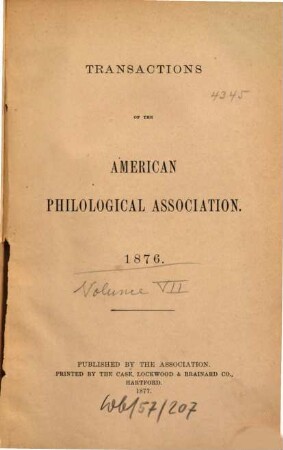 TRANSACTIONS
4345
OF THE
AMERICAN
PHILOLOGICAL ASSOCIATION.
1876.
Volume VII
PUBLISHED BY THE ASSOCIATION.
PRINTED BY THE CASE, LOCKWOOD & BRAINARD CO.,
HARTFORD.
1877.
Wb/57/207